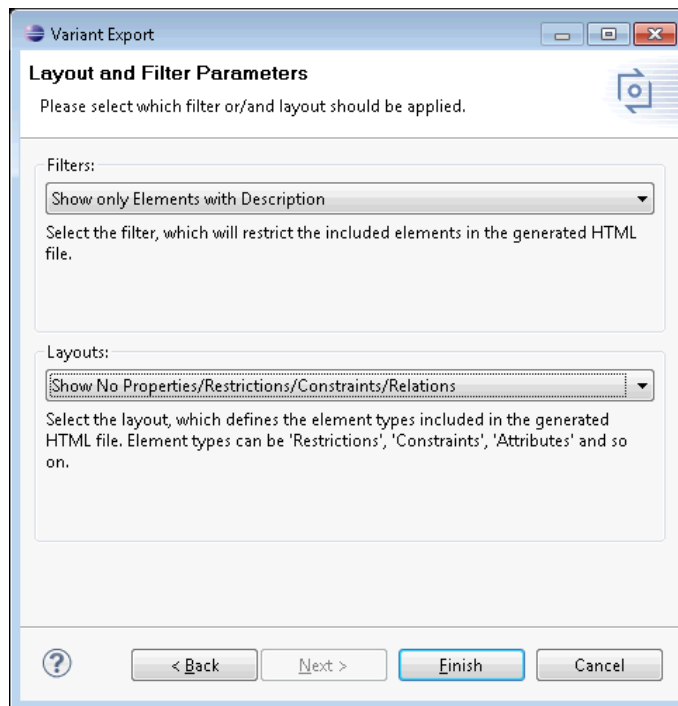 Variant Export
Layout and Filter Parameters
Please select which filter or/and layout should be applied.
Filters:
Show only Elements with Description
Select the filter, which will restrict the included elements in the generated HTML
file.
Layouts:
Show No Properties/Restrictions/Constraints/Relations
Select the layout, which defines the element types included in the generated
HTML file. Element types can be 'Restrictions', 'Constraints', 'Attributes' and so
on.
? < Back Next > Finish Cancel